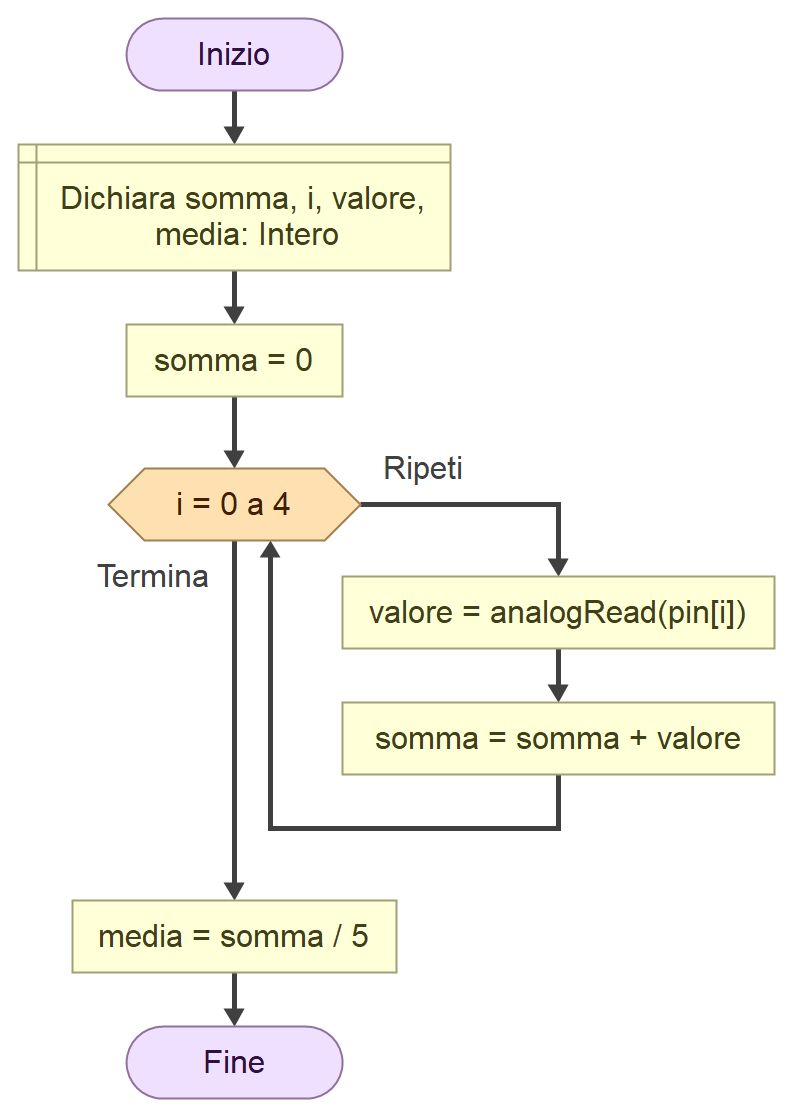 Inizio
Dichiara somma, i, valore,
media: Intero
somma = 0
i = 0 a 4
Ripeti
Termina
valore = analogRead(pin[i])
somma = somma + valore
media = somma / 5
Fine